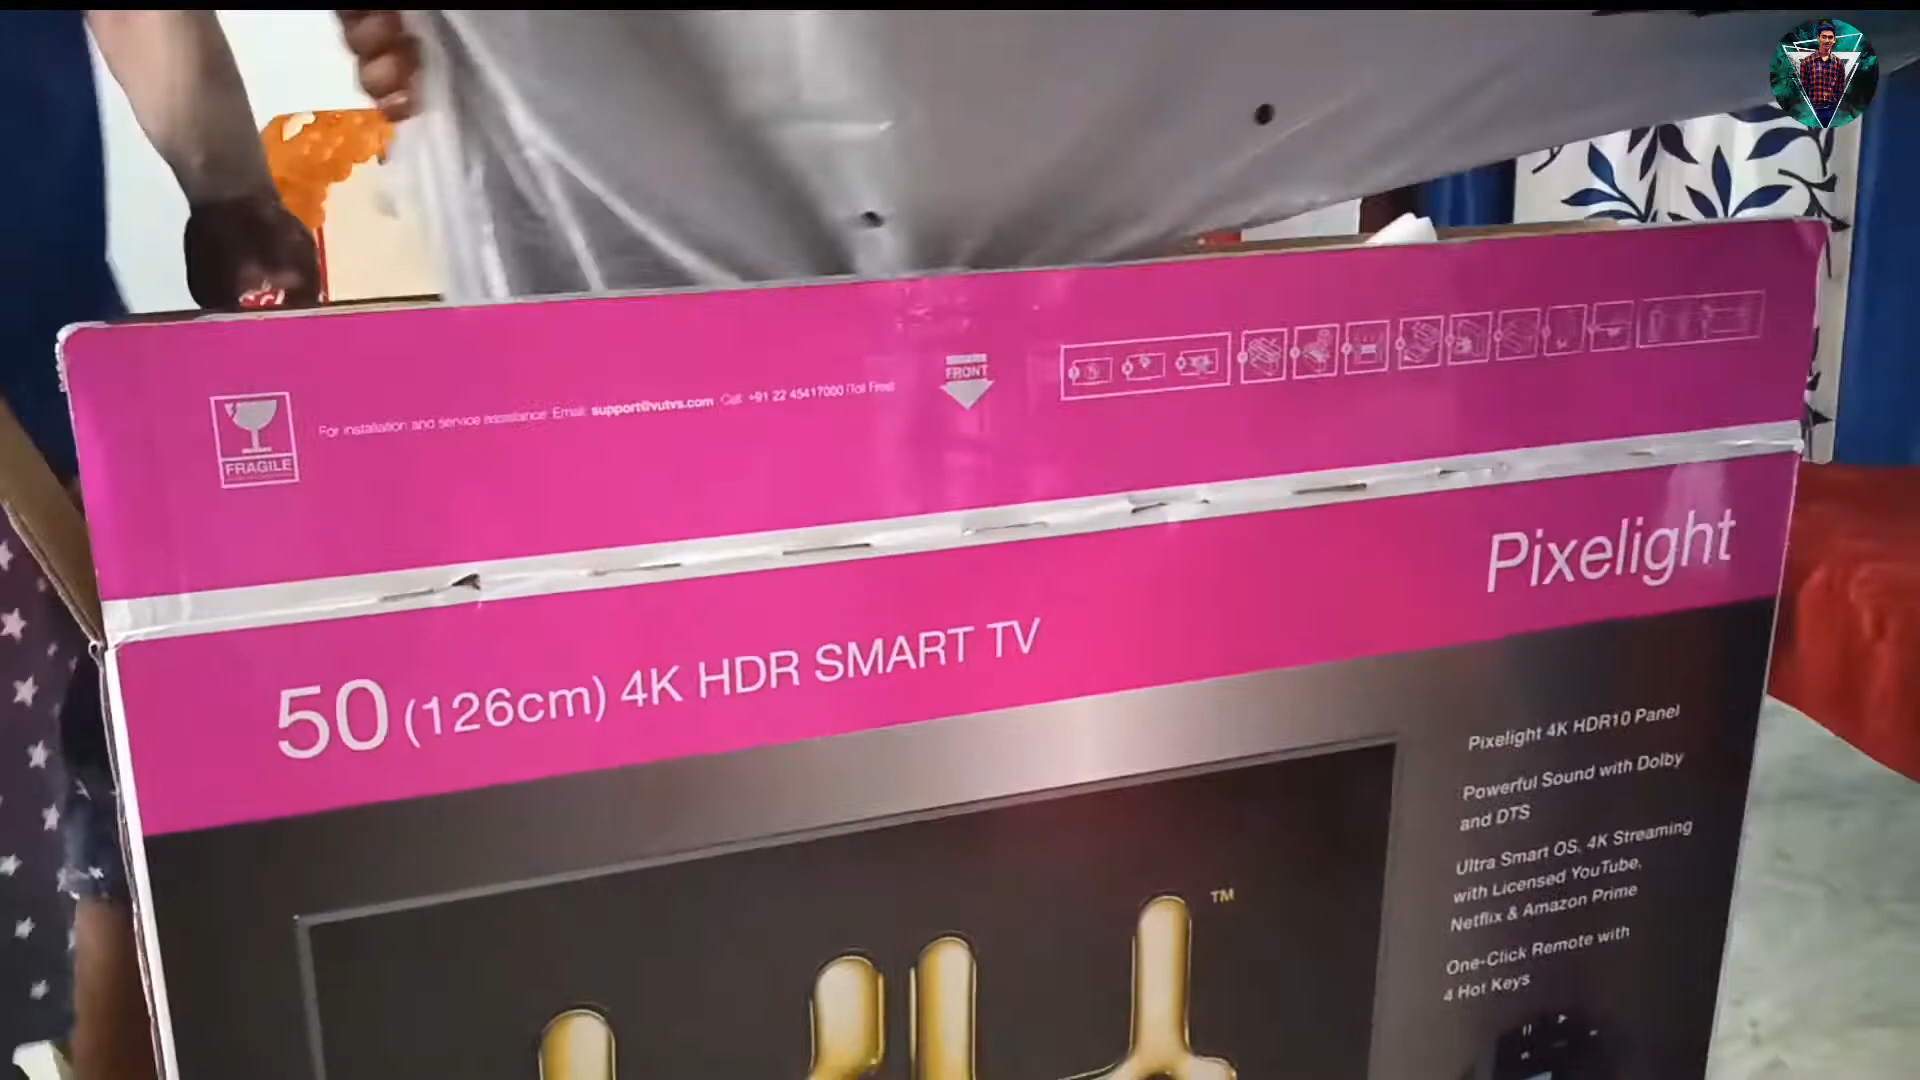 FRAGILE
For installation and service assistance Email: support@vutvs.com Call: +91 22 45417000 (Toll Free)
FRONT
Pixelight
50 (126cm) 4K HDR SMART TV
Pixelight 4K HDR10 Panel
Powerful Sound with Dolby
and DTS
Ultra Smart OS, 4K Streaming
with Licensed YouTube,
Netflix & Amazon Prime
One-Click Remote with
4 Hot Keys
TM